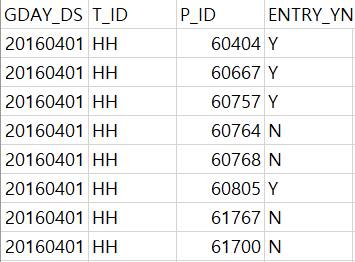 GDAY_DS T_ID P_ID ENTRY_YN
20160401 HH 60404 Y
20160401 HH 60667 Y
20160401 HH 60757 Y
20160401 HH 60764 N
20160401 HH 60768 N
20160401 HH 60805 Y
20160401 HH 61767 N
20160401 HH 61700 N